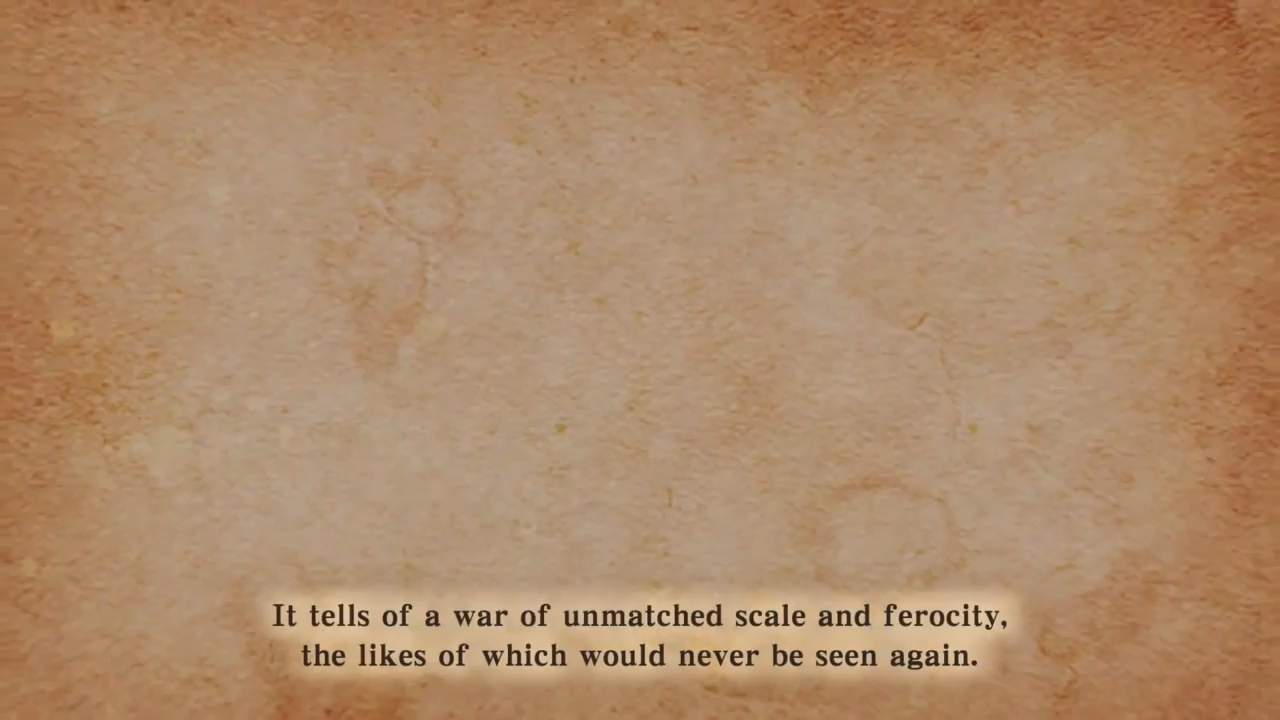 It tells of a war of unmatched scale and ferocity,
the likes of which would never be seen again.